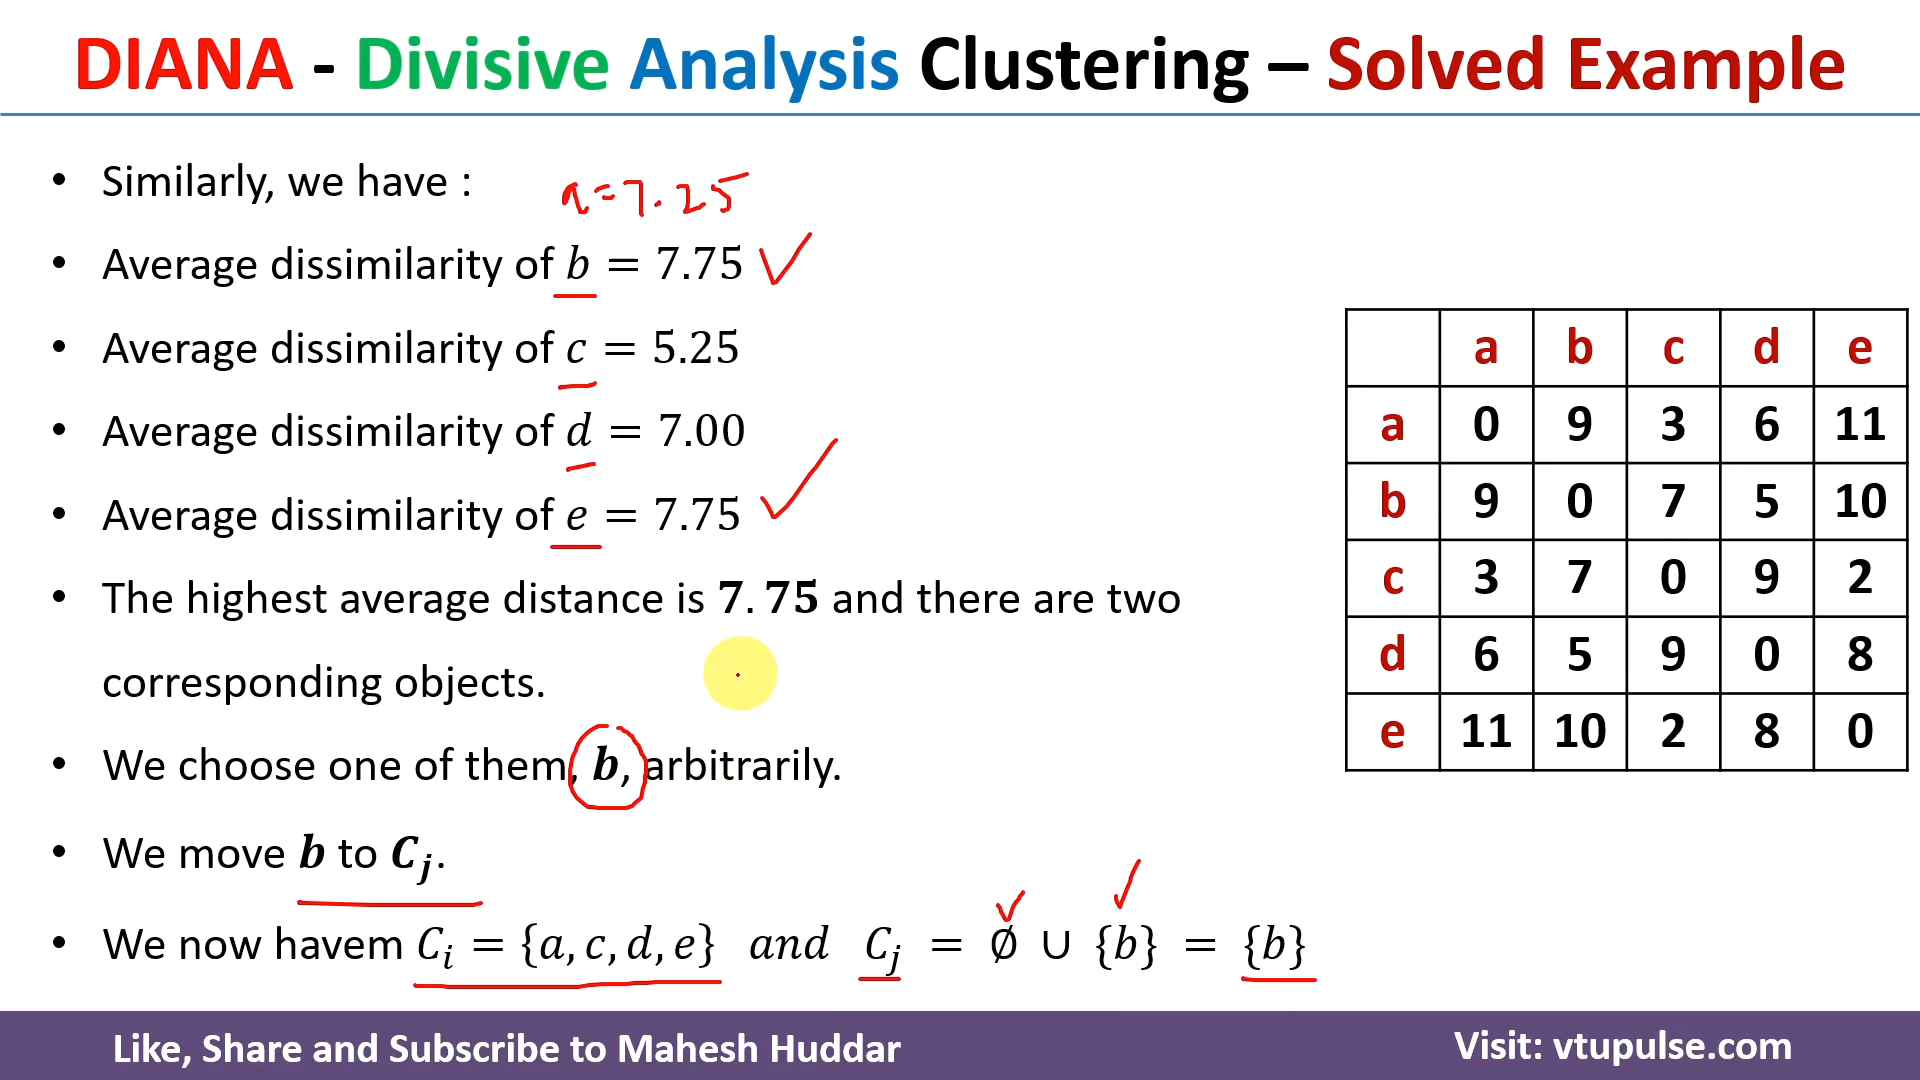 DIANA - Divisive Analysis Clustering – Solved Example
• Similarly, we have :
a=7.25
• Average dissimilarity of b = 7.75
• Average dissimilarity of c = 5.25
• Average dissimilarity of d = 7.00
• Average dissimilarity of e = 7.75
• The highest average distance is 7.75 and there are two
corresponding objects.
• We choose one of them, b, arbitrarily.
• We move b to Cj.
• We now havem Ci = {a, c, d, e} and Cj = ∅ ∪ {b} = {b}
a b c d e
a 0 9 3 6 11
b 9 0 7 5 10
c 3 7 0 9 2
d 6 5 9 0 8
e 11 10 2 8 0
Like, Share and Subscribe to Mahesh Huddar
Visit: vtupulse.com